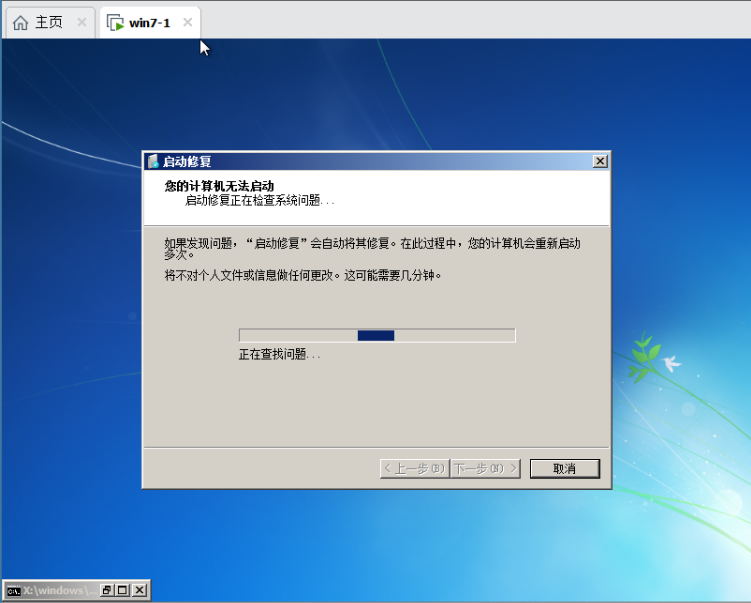 主页
win7-1
启动修复
您的计算机无法启动
启动修复正在检查系统问题...
如果发现问题，“启动修复”会自动将其修复。在此过程中，您的计算机会重新启动
多次。
将不对个人文件或信息做任何更改。这可能需要几分钟。
正在查找问题...
< 上一步(B) 下一步(N) > 取消
X:\windows\...